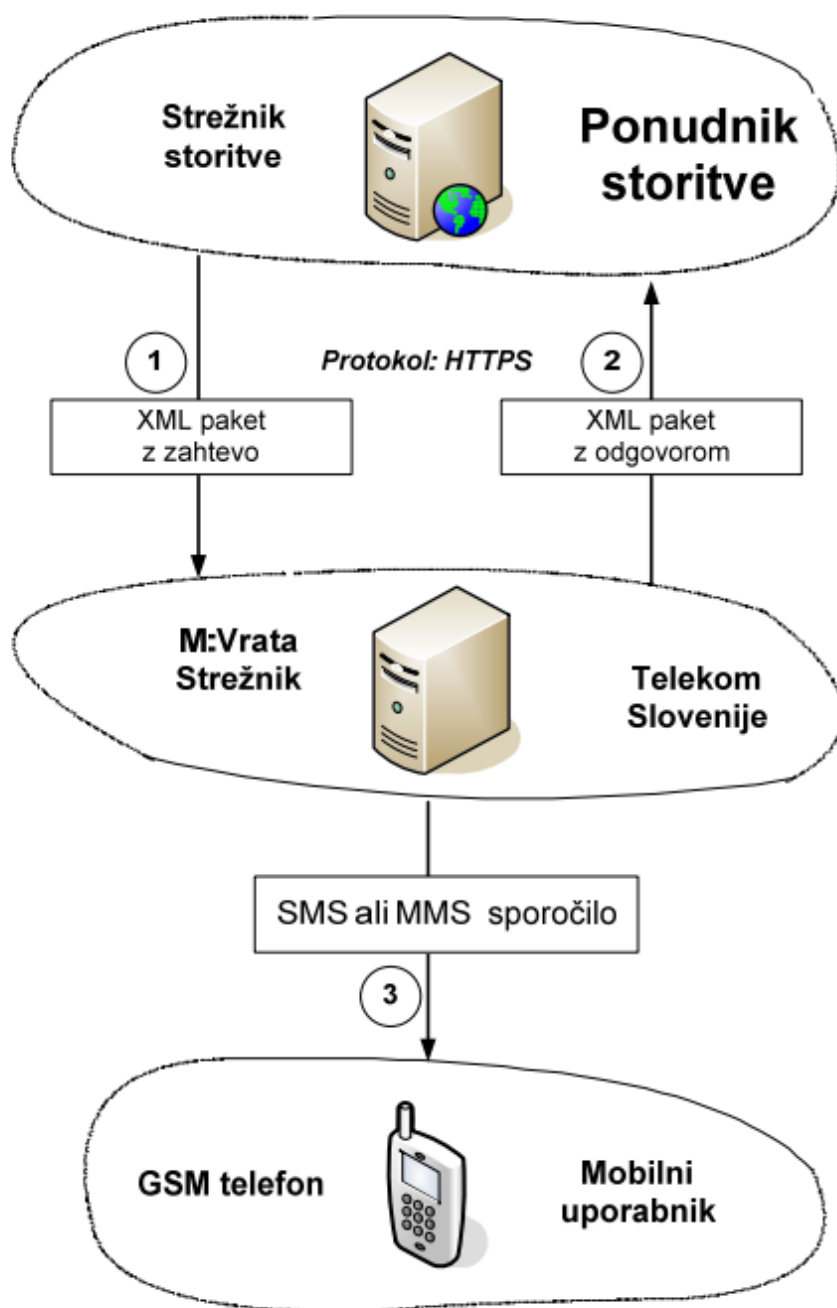 Strežnik
storitve
Ponudnik
storitve
1
Protokol: HTTPS
2
XML paket
z zahtevo
XML paket
z odgovorom
M:Vrata
Strežnik
Telekom
Slovenije
SMS ali MMS sporočilo
3
GSM telefon
Mobilni
uporabnik